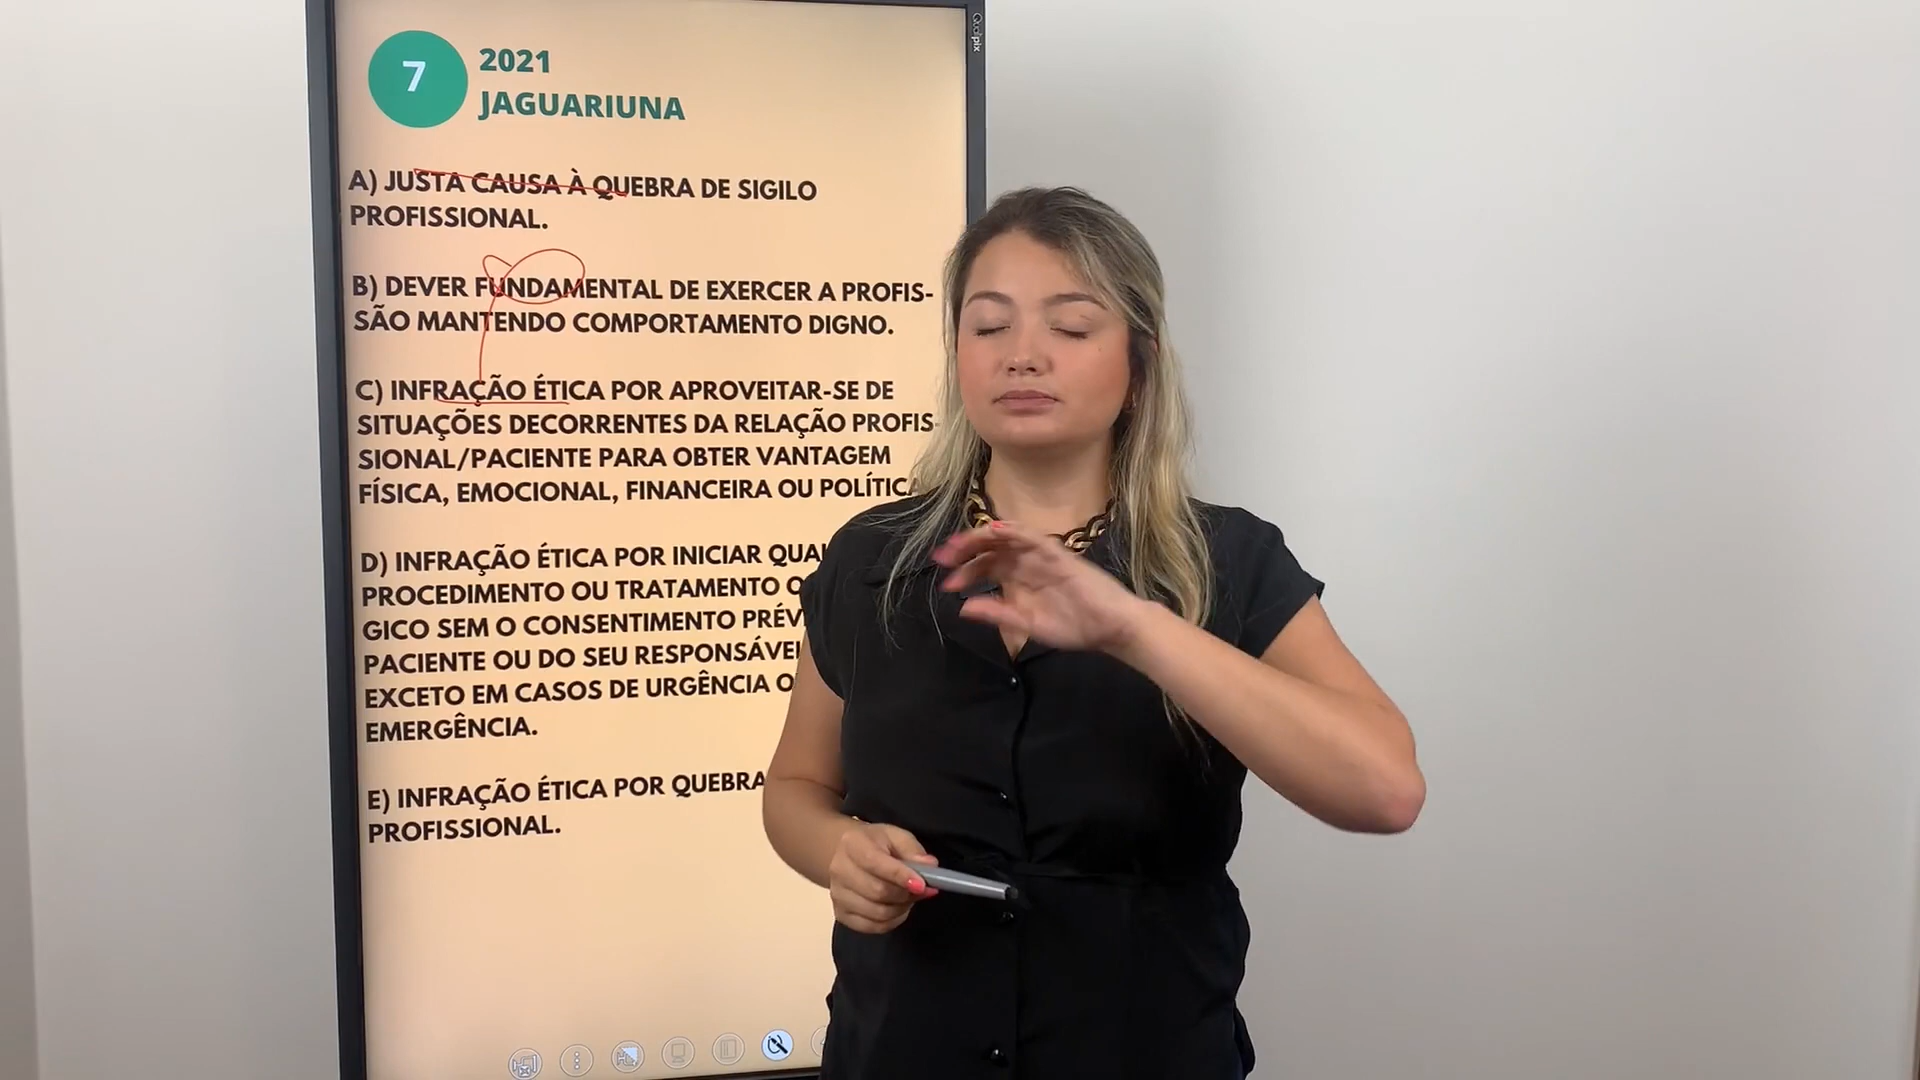 Qualpix
7
2021
JAGUARIUNA
A) JUSTA CAUSA À QUEBRA DE SIGILO
PROFISSIONAL.
B) DEVER FUNDAMENTAL DE EXERCER A PROFIS-
SÃO MANTENDO COMPORTAMENTO DIGNO.
C) INFRAÇÃO ÉTICA POR APROVEITAR-SE DE
SITUAÇÕES DECORRENTES DA RELAÇÃO PROFIS-
SIONAL/PACIENTE PARA OBTER VANTAGEM
FÍSICA, EMOCIONAL, FINANCEIRA OU POLÍTICA
D) INFRAÇÃO ÉTICA POR INICIAR
PROCEDIMENTO OU TRATAMENTO
GICO SEM O CONSENTIMENTO
PACIENTE OU DO SEU
EXCETO EM CASOS DE URGÊNCIA
EMERGÊNCIA.
E) INFRAÇÃO ÉTICA POR QUEBRA
PROFISSIONAL.